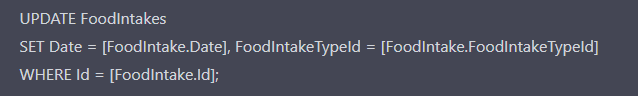 UPDATE FoodIntakes
SET Date = [FoodIntake.Date], FoodIntakeTypeId = [FoodIntake.FoodIntakeTypeId]
WHERE Id = [FoodIntake.Id];